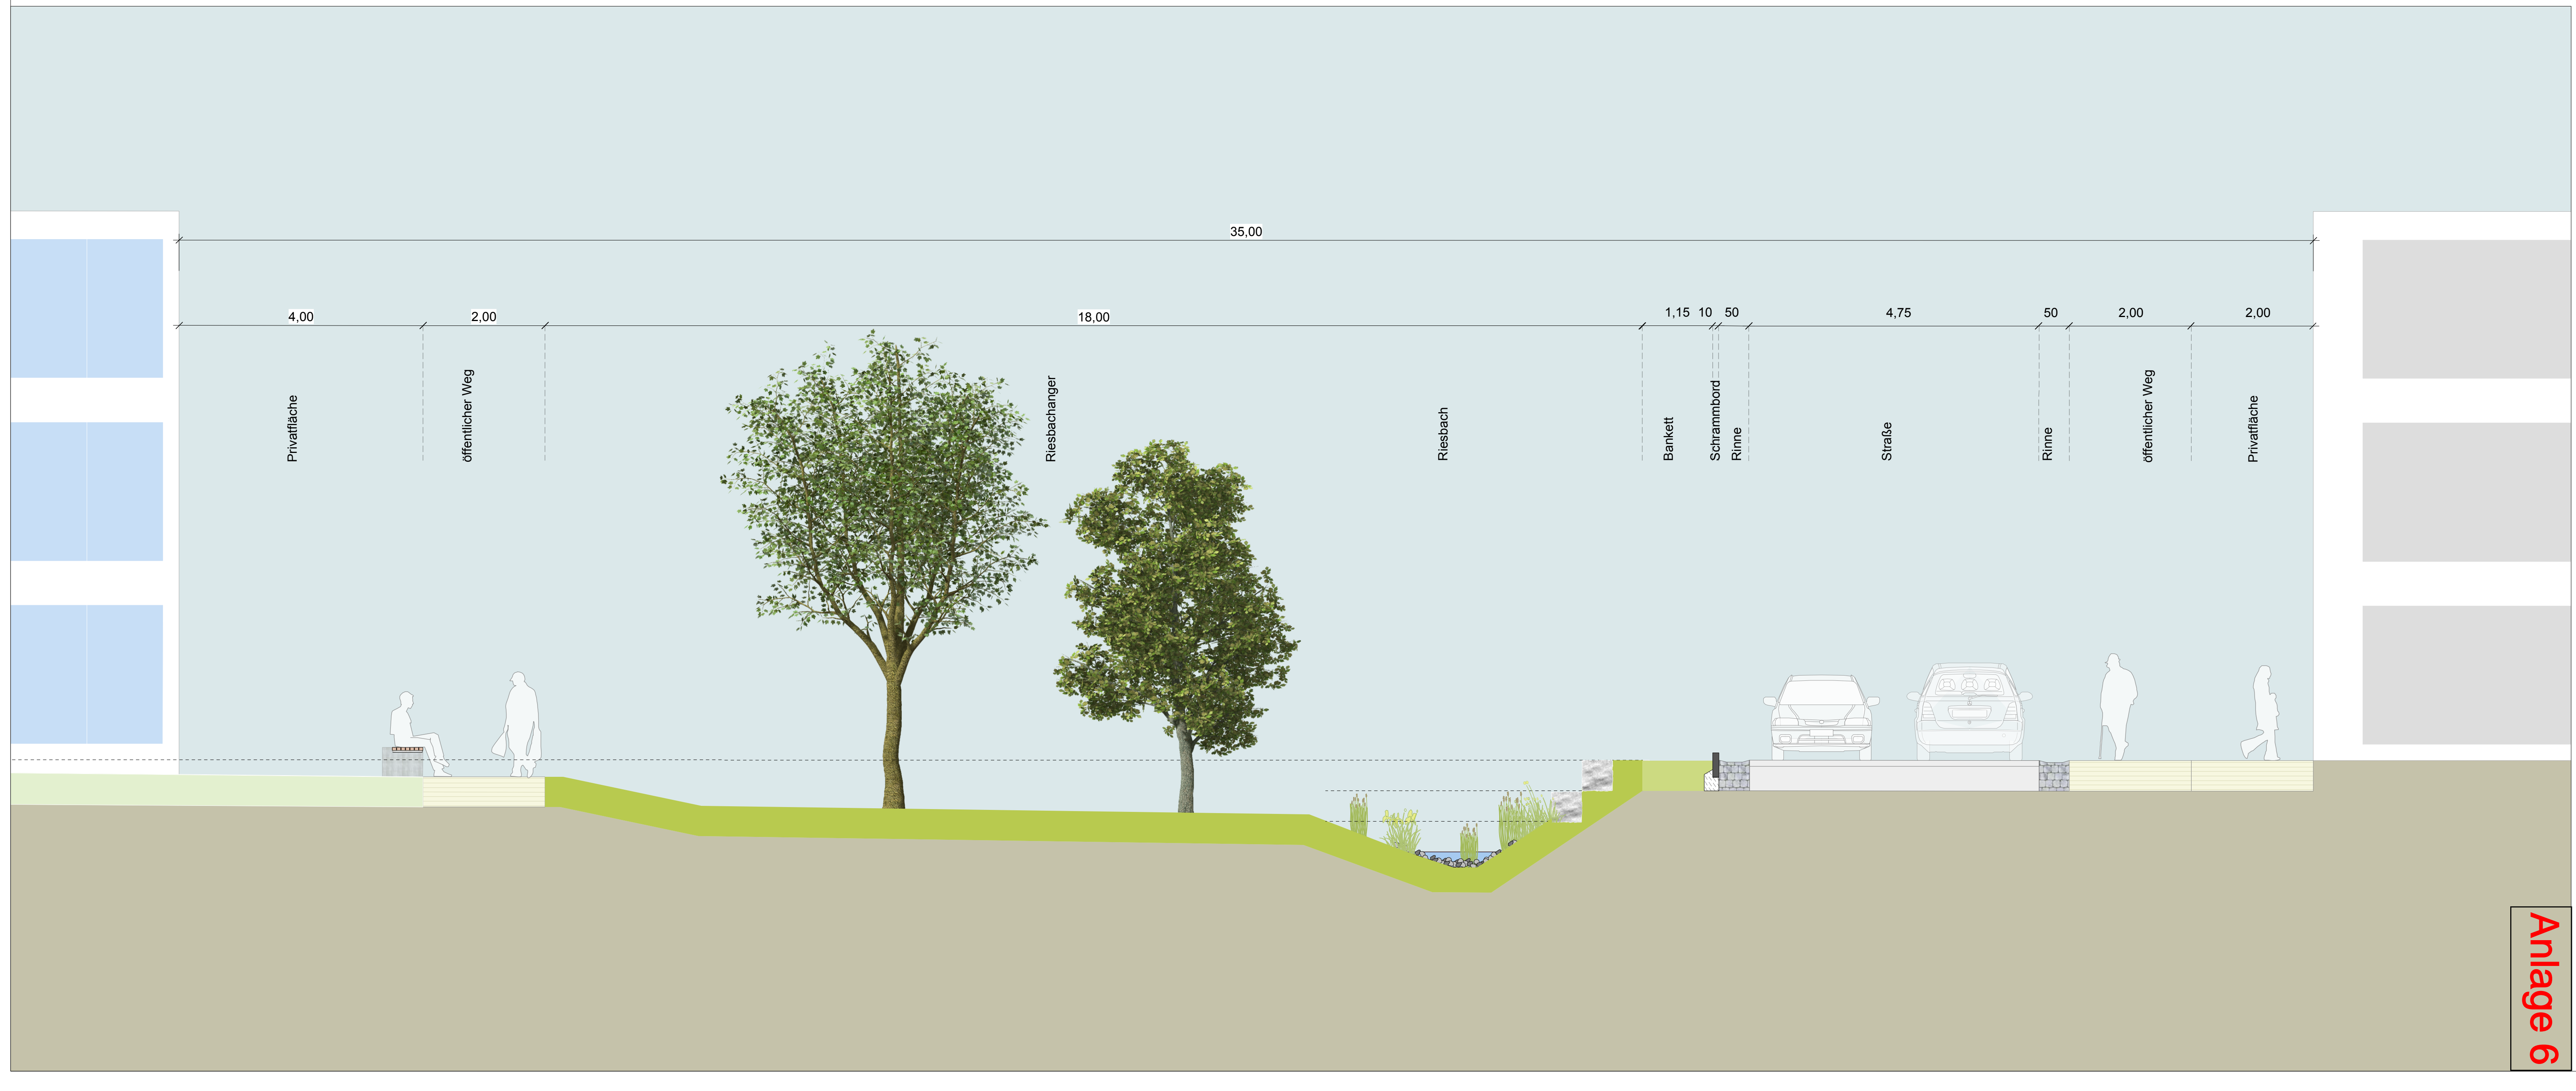 35,00
4,00
2,00
18,00
1,15
10
50
4,75
50
2,00
2,00
Privatfläche
öffentlicher Weg
Riesbachanger
Riesbach
Bankett
Schrammbord
Rinne
Straße
Rinne
öffentlicher Weg
Privatfläche
Anlage 6